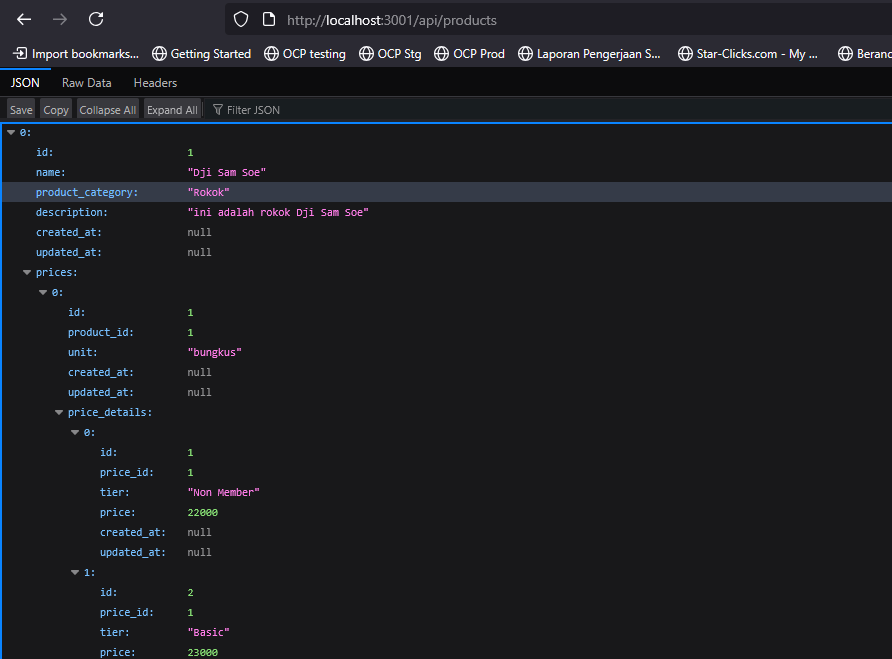 http://localhost:3001/api/products
Import bookmarks... Getting Started OCP testing OCP Stg OCP Prod Laporan Pengerjaan S... Star-Clicks.com - My ... Beranc
JSON Raw Data Headers
Save Copy Collapse All Expand All Filter JSON
0:
id: 1
name: "Dji Sam Soe"
product_category: "Rokok"
description: "ini adalah rokok Dji Sam Soe"
created_at: null
updated_at: null
prices:
0:
id: 1
product_id: 1
unit: "bungkus"
created_at: null
updated_at: null
price_details:
0:
id: 1
price_id: 1
tier: "Non Member"
price: 22000
created_at: null
updated_at: null
1:
id: 2
price_id: 1
tier: "Basic"
price: 23000